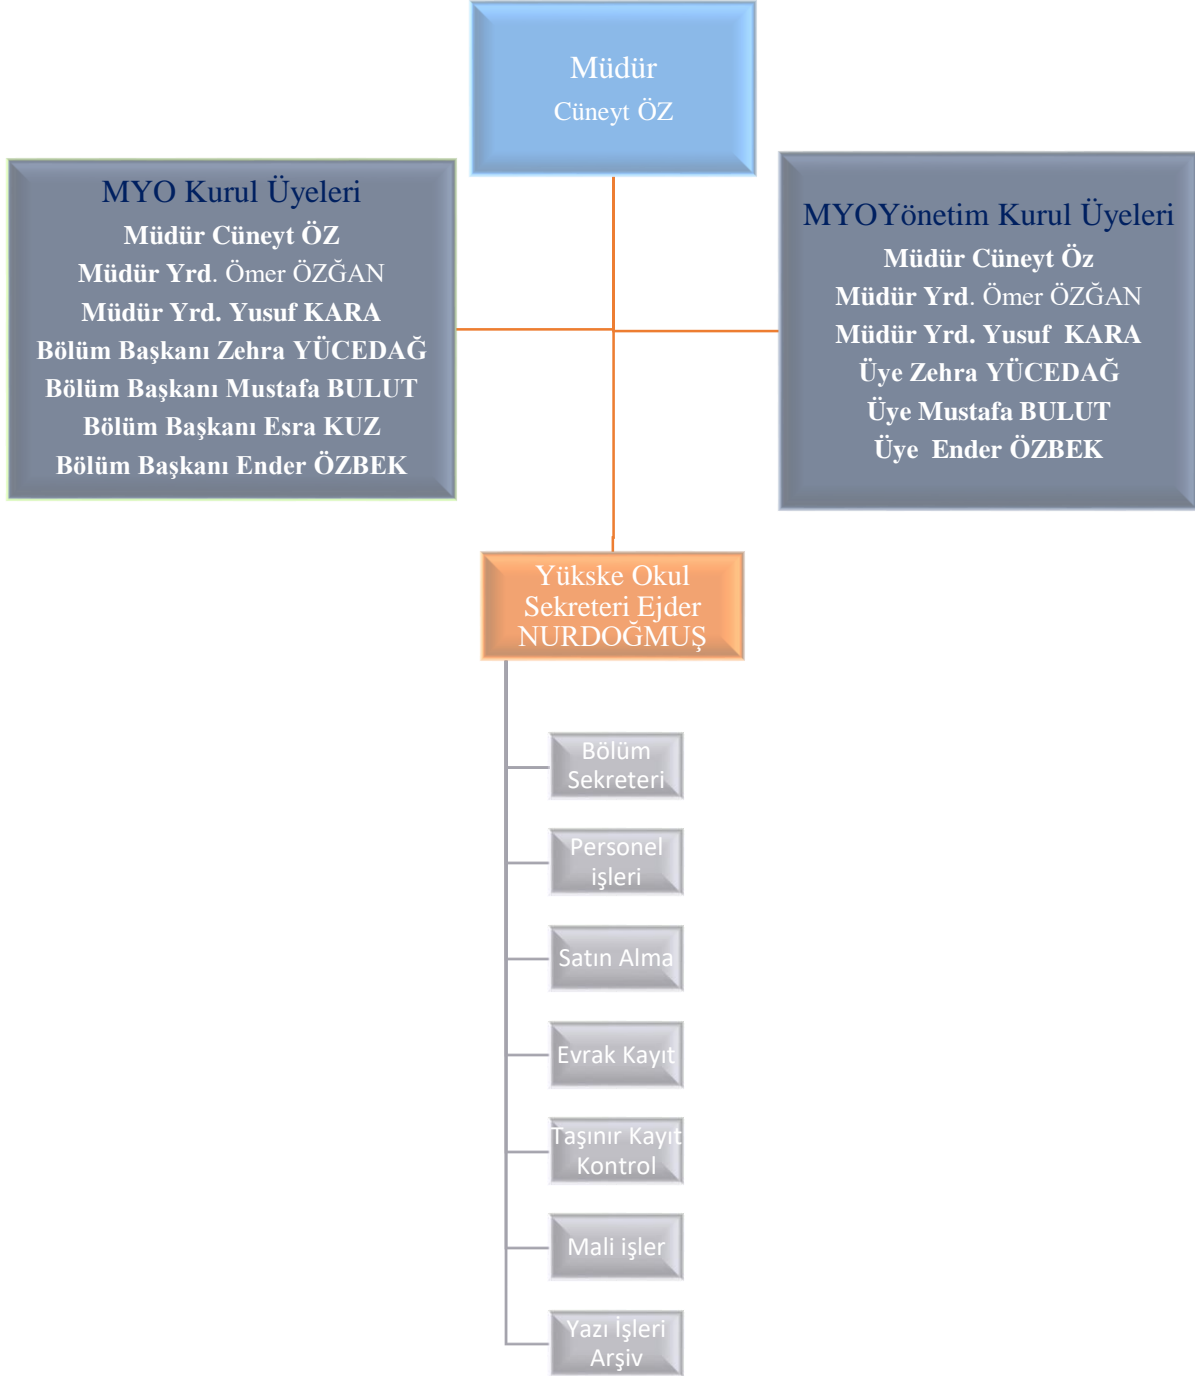 Müdür
Cüneyt ÖZ
MYO Kurul Üyeleri
Müdür Cüneyt ÖZ
Müdür Yrd. Ömer ÖZĞAN
Müdür Yrd. Yusuf KARA
Bölüm Başkanı Zehra YÜCEDAĞ
Bölüm Başkanı Mustafa BULUT
Bölüm Başkanı Esra KUZ
Bölüm Başkanı Ender ÖZBEK
MYOYönetim Kurul Üyeleri
Müdür Cüneyt Öz
Müdür Yrd. Ömer ÖZĞAN
Müdür Yrd. Yusuf KARA
Üye Zehra YÜCEDAĞ
Üye Mustafa BULUT
Üye Ender ÖZBEK
Yükske Okul
Sekreteri Ejder
NURDOĞMUŞ
Bölüm
Sekreteri
Personel
işleri
Satın Alma
Evrak Kayıt
Taşınır Kayıt
Kontrol
Mali işler
Yazı İşleri
Arşiv